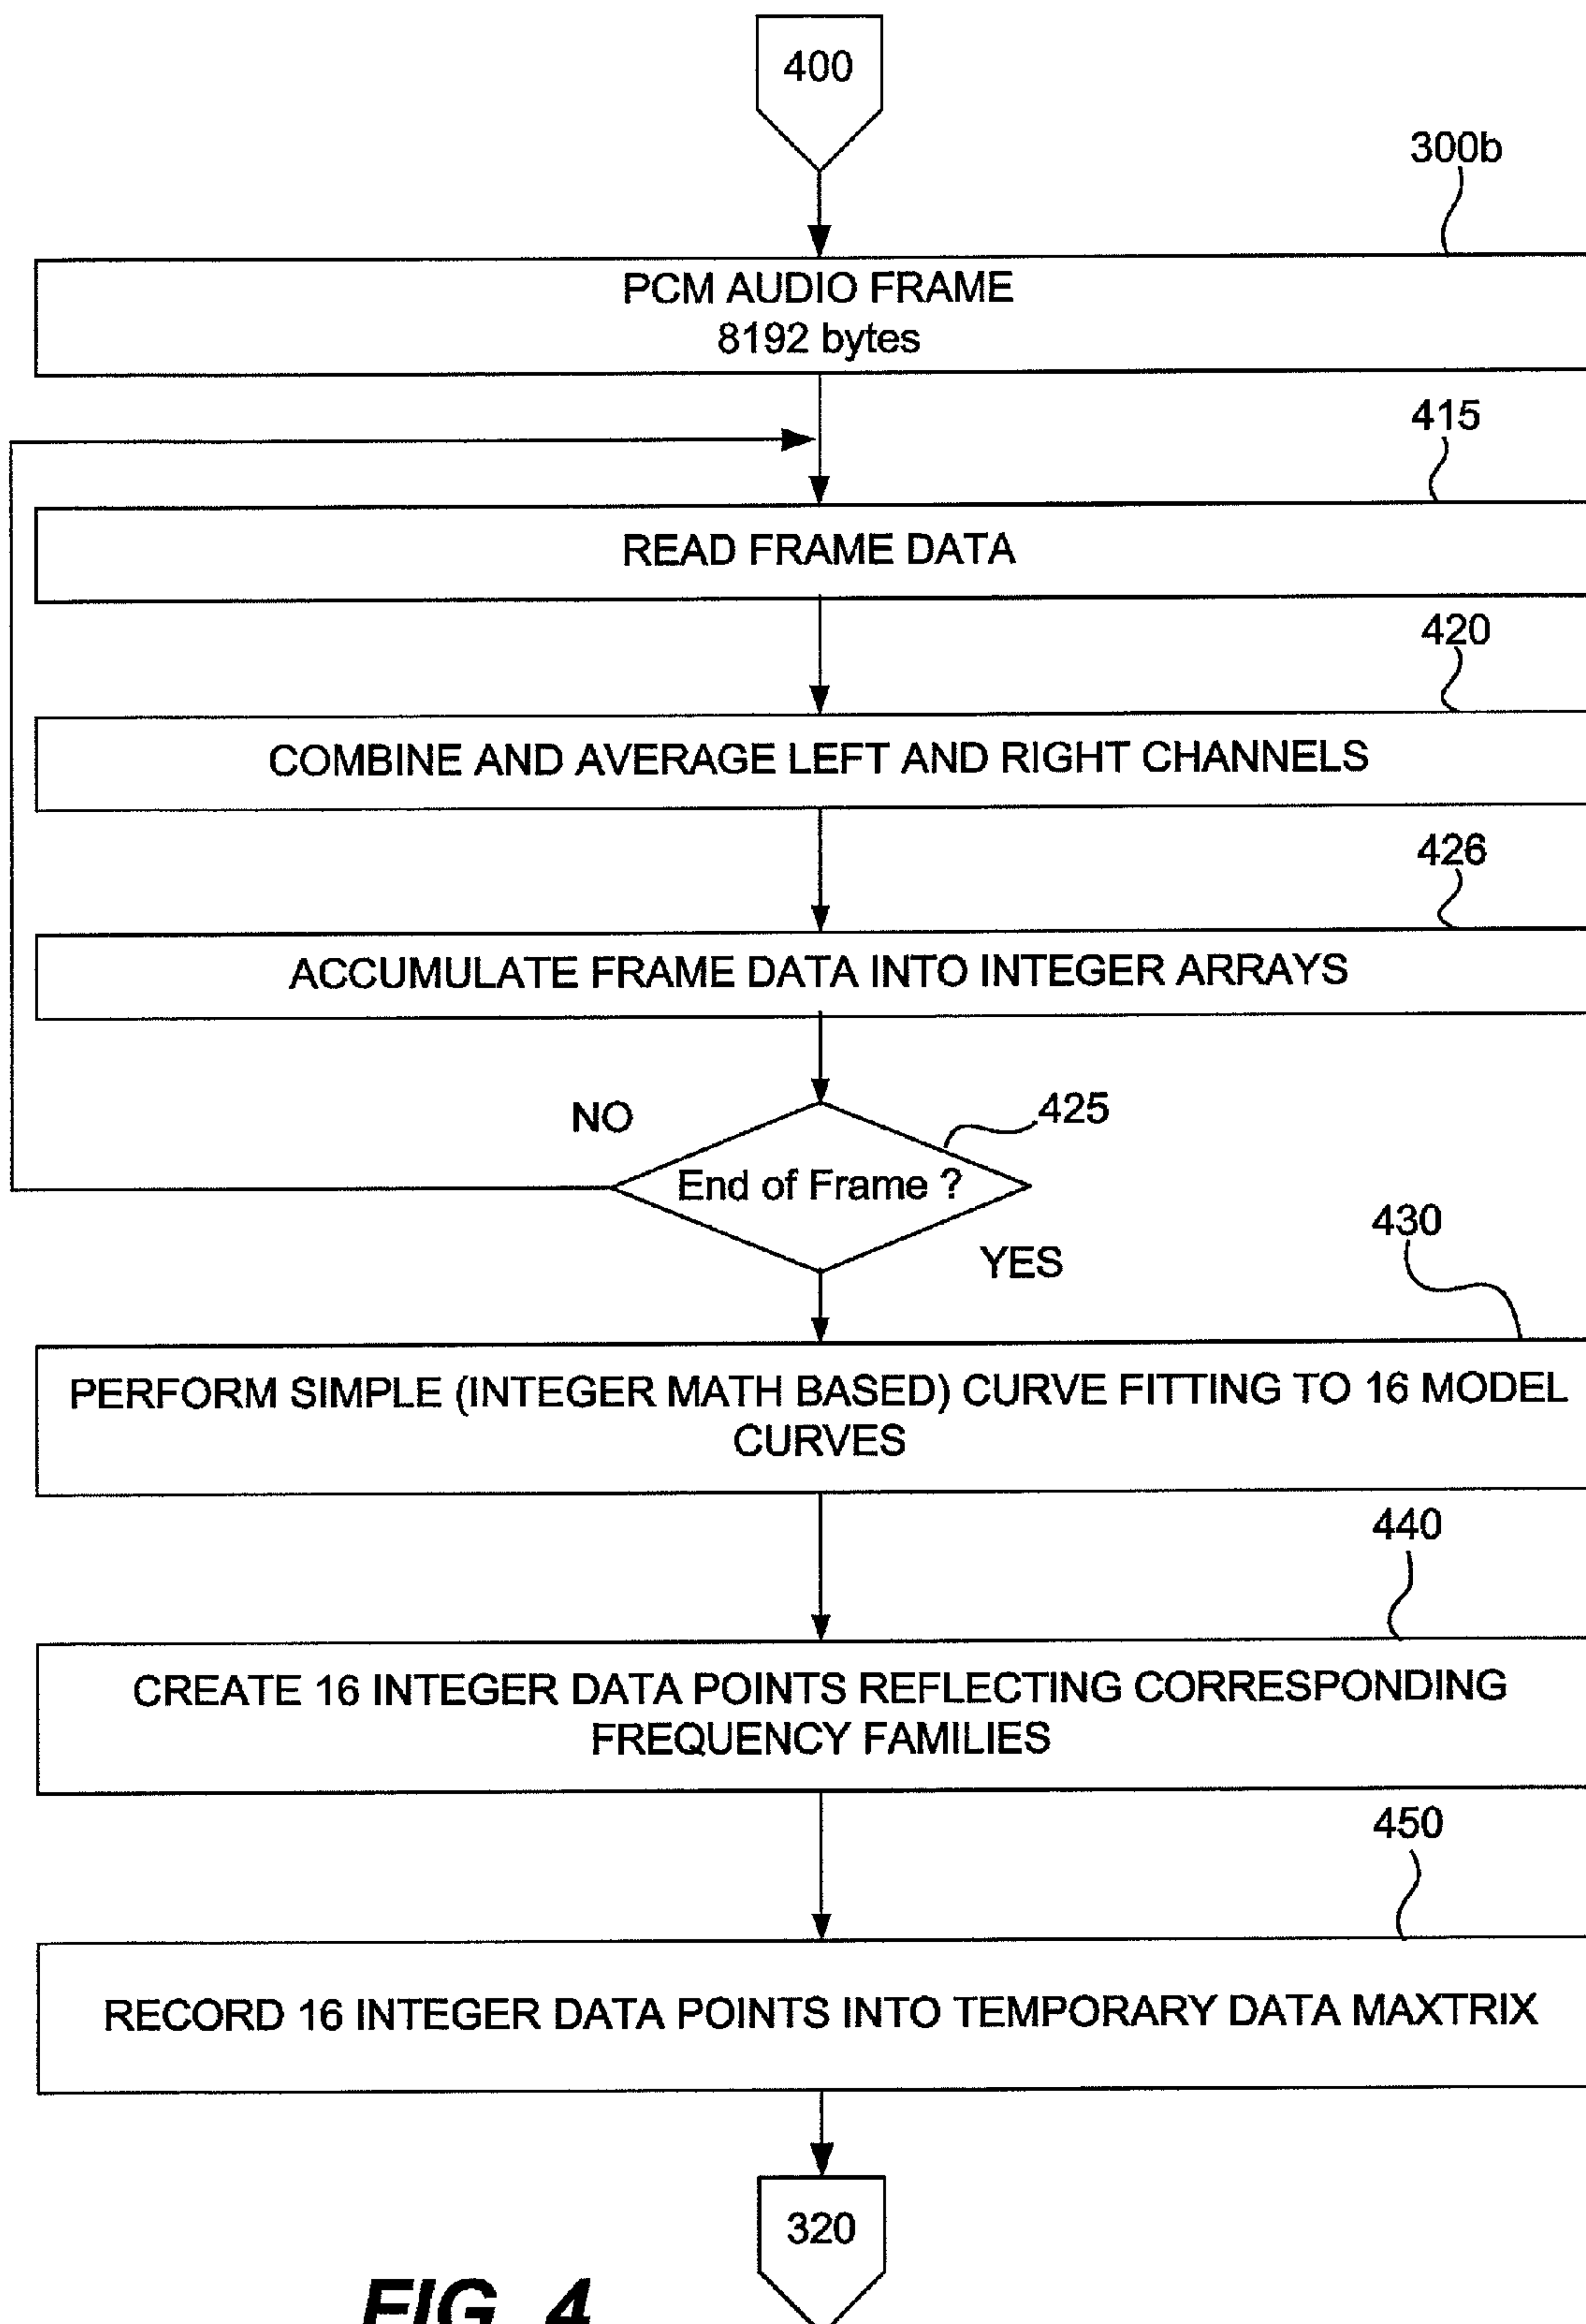 400
300b
PCM AUDIO FRAME
8192 bytes
415
READ FRAME DATA
420
COMBINE AND AVERAGE LEFT AND RIGHT CHANNELS
426
ACCUMULATE FRAME DATA INTO INTEGER ARRAYS
NO
425
End of Frame ?
YES
430
PERFORM SIMPLE (INTEGER MATH BASED) CURVE FITTING TO 16 MODEL
CURVES
440
CREATE 16 INTEGER DATA POINTS REFLECTING CORRESPONDING
FREQUENCY FAMILIES
450
RECORD 16 INTEGER DATA POINTS INTO TEMPORARY DATA MAXTRIX
320
FIG. 4